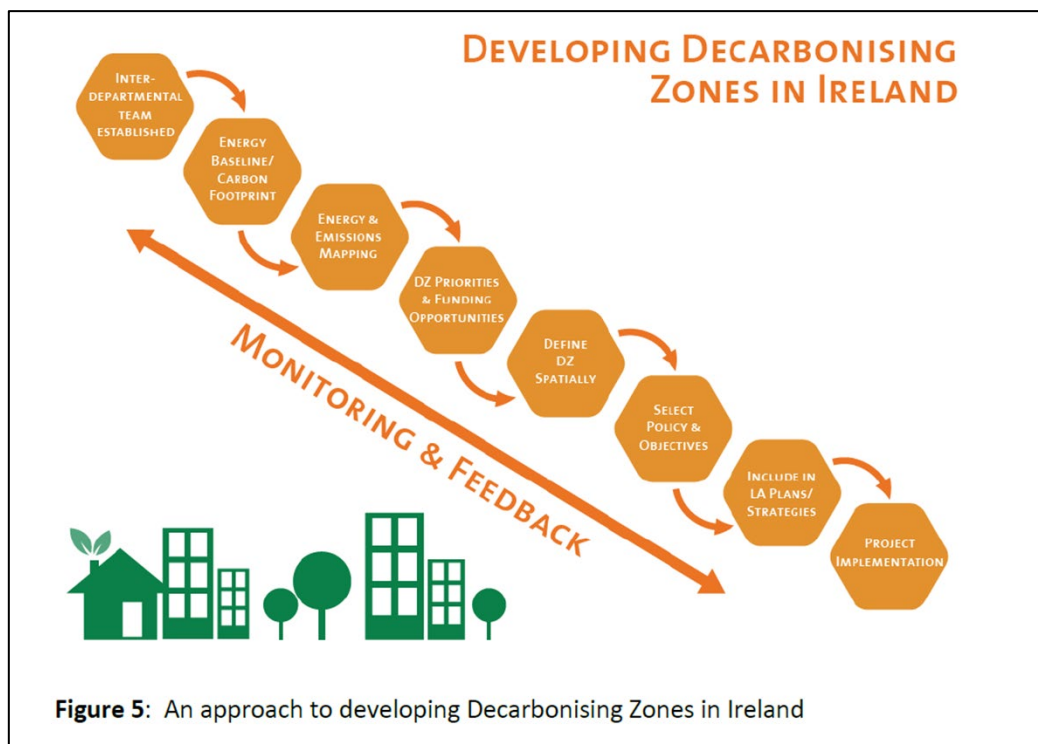 DEVELOPING DECARBONISING
ZONES IN IRELAND
INTER-
DEPARTMENTAL
TEAM
ESTABLISHED
ENERGY
BASELINE/
CARBON
FOOTPRINT
ENERGY &
EMISSIONS
MAPPING
DZ PRIORITIES
& FUNDING
OPPORTUNITIES
DEFINE
DZ
SPATIALLY
SELECT
POLICY &
OBJECTIVES
INCLUDE IN
LA PLANS/
STRATEGIES
PROJECT
IMPLEMENTATION
MONITORING & FEEDBACK
Figure 5: An approach to developing Decarbonising Zones in Ireland